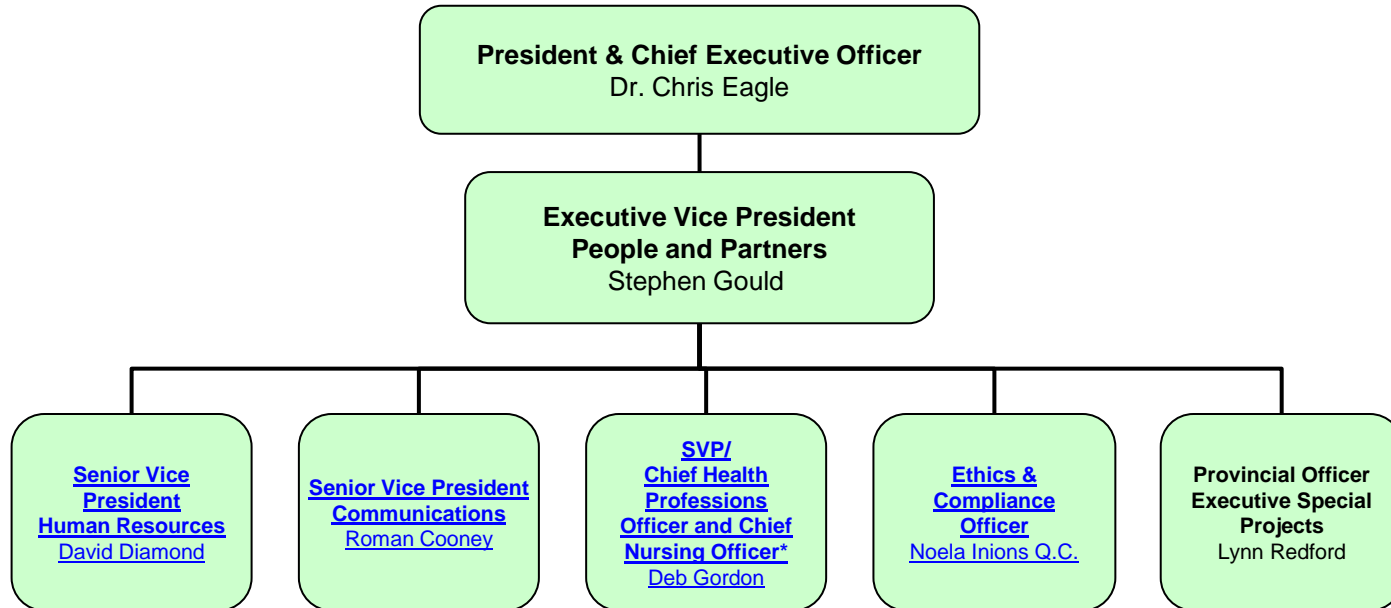 President & Chief Executive Officer
Dr. Chris Eagle
Executive Vice President
People and Partners
Stephen Gould
Senior Vice
President
Human Resources
David Diamond
Senior Vice President
Communications
Roman Cooney
SVP/
Chief Health
Professions
Officer and Chief
Nursing Officer*
Deb Gordon
Ethics &
Compliance
Officer
Noela Inions Q.C.
Provincial Officer
Executive Special
Projects
Lynn Redford